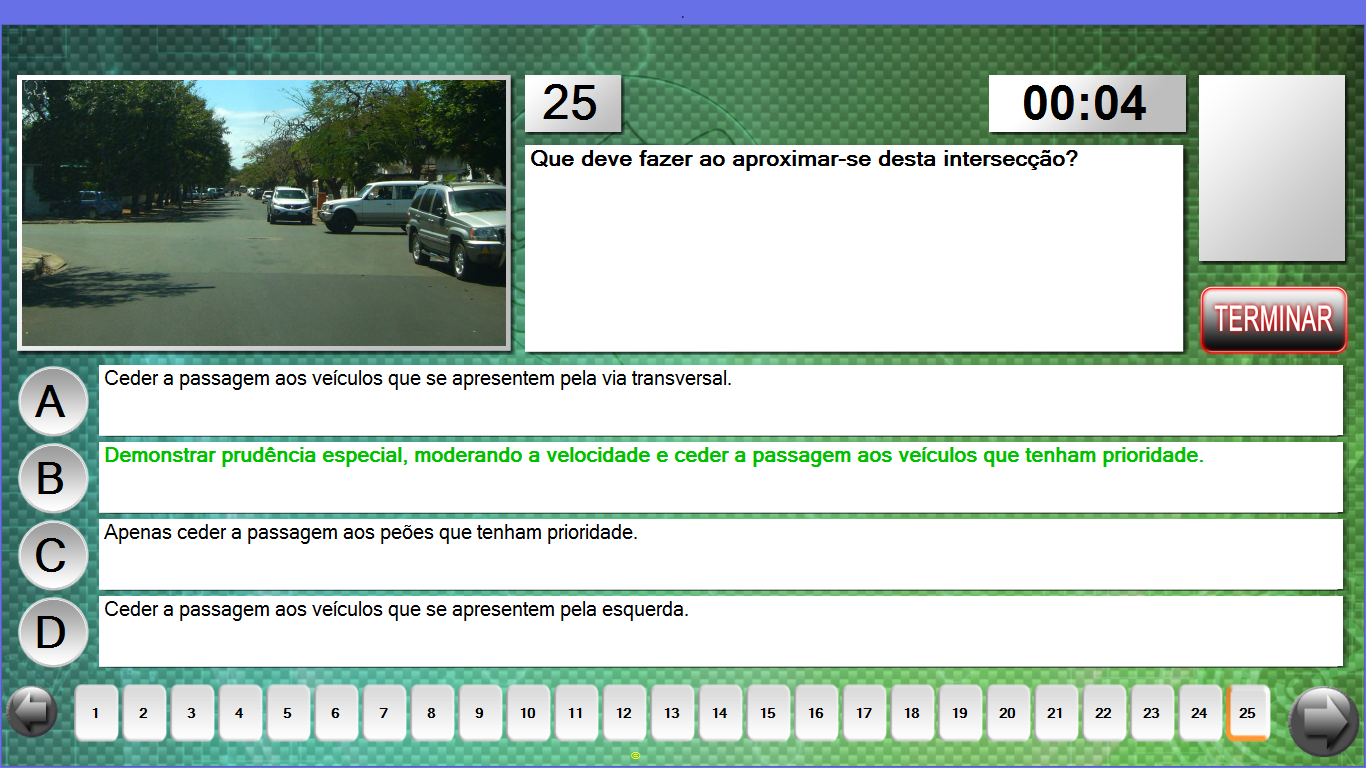 25
00:04
Que deve fazer ao aproximar-se desta intersecção?
TERMINAR
A
Ceder a passagem aos veículos que se apresentem pela via transversal.
B
Demonstrar prudência especial, moderando a velocidade e ceder a passagem aos veículos que tenham prioridade.
C
Apenas ceder a passagem aos peões que tenham prioridade.
D
Ceder a passagem aos veículos que se apresentem pela esquerda.
1 2 3 4 5 6 7 8 9 10 11 12 13 14 15 16 17 18 19 20 21 22 23 24 25
©